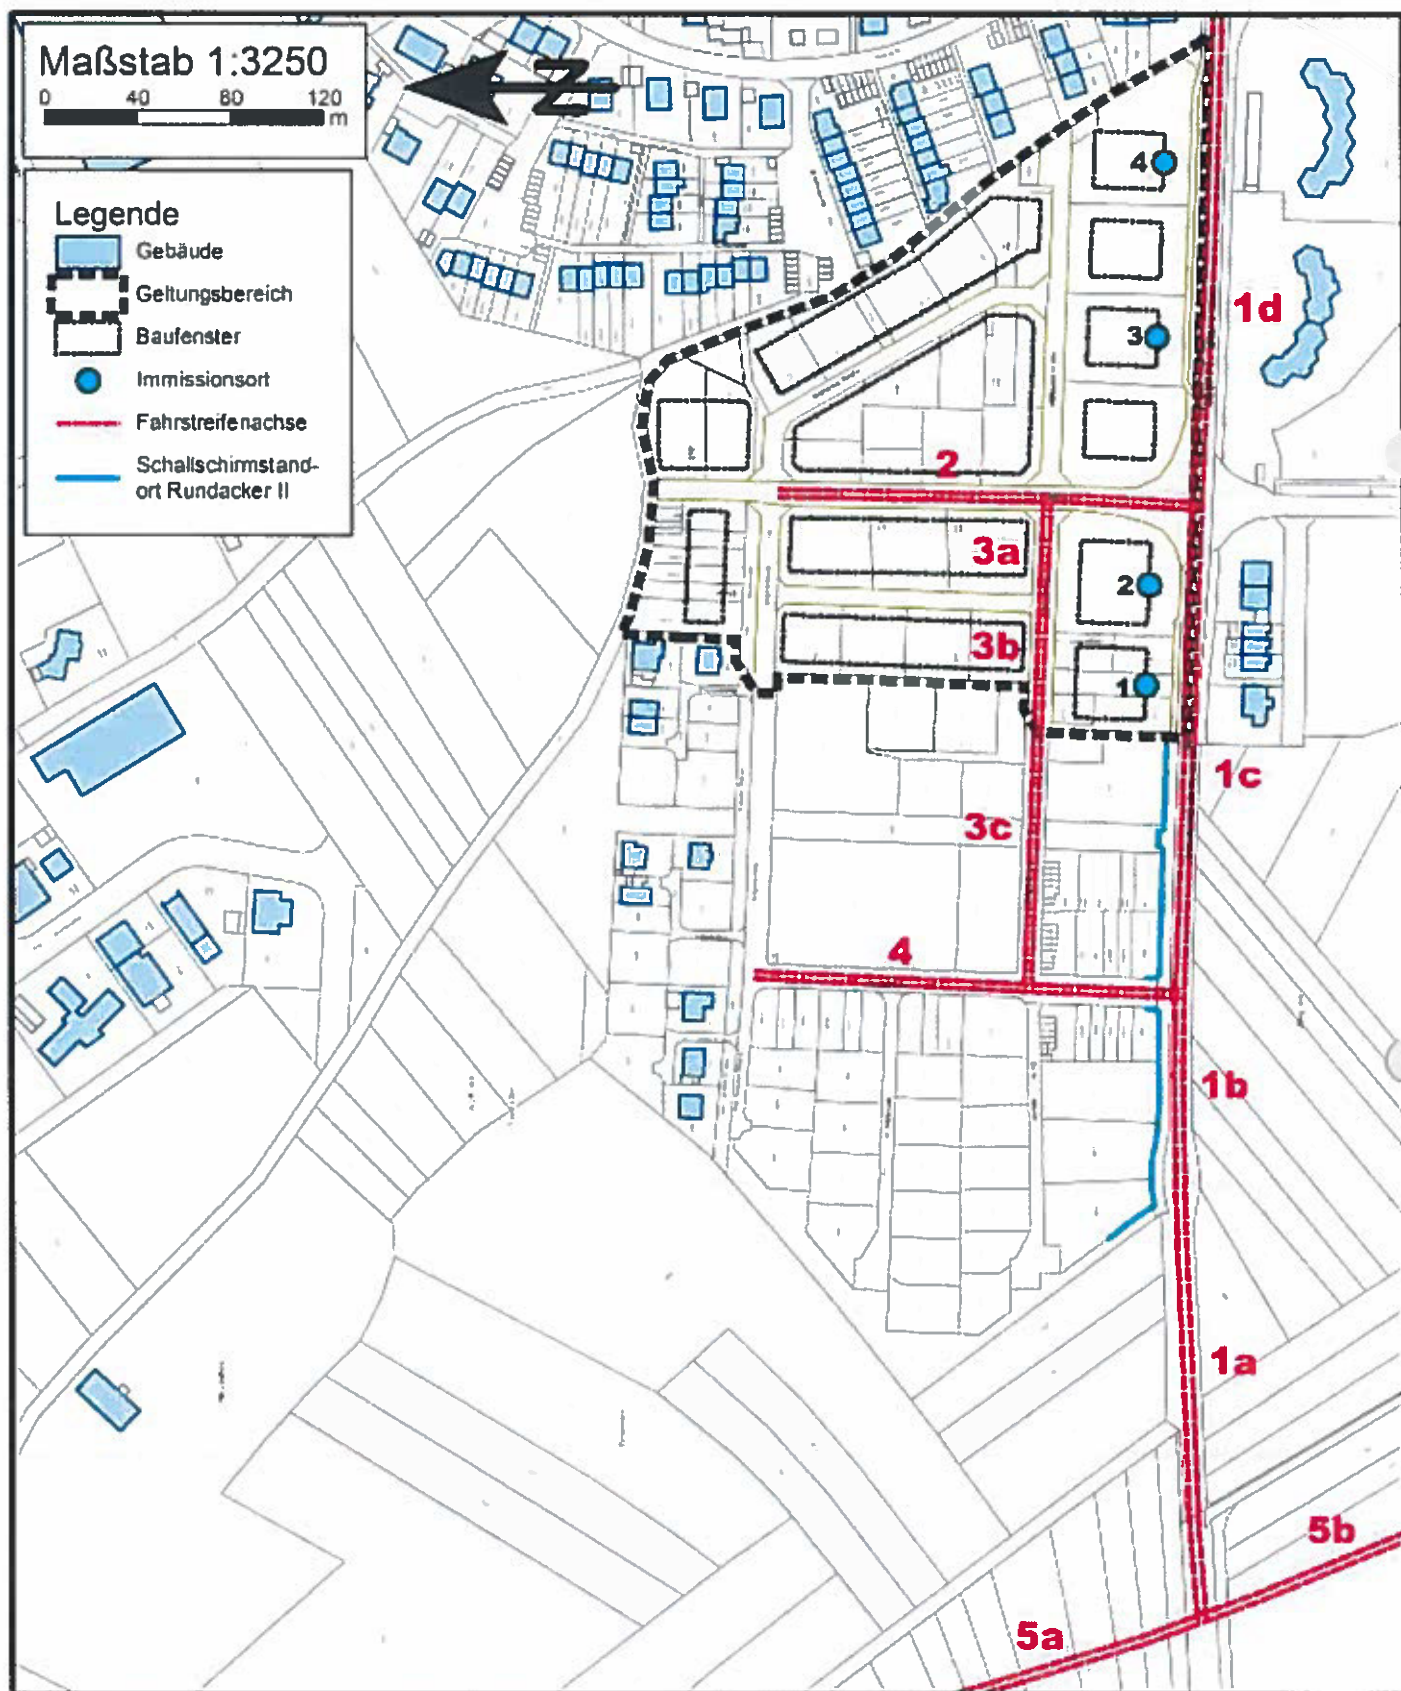 Maßstab 1:3250
0 40 80 120
m
N
Legende
Gebäude
Geltungsbereich
Baufenster
Immissionsort
Fahrstreifenachse
Schallschirmstand-
ort Rundacker II
4
1d
3
2
3a
2
3b
1
1c
3c
4
1b
1a
5b
5a